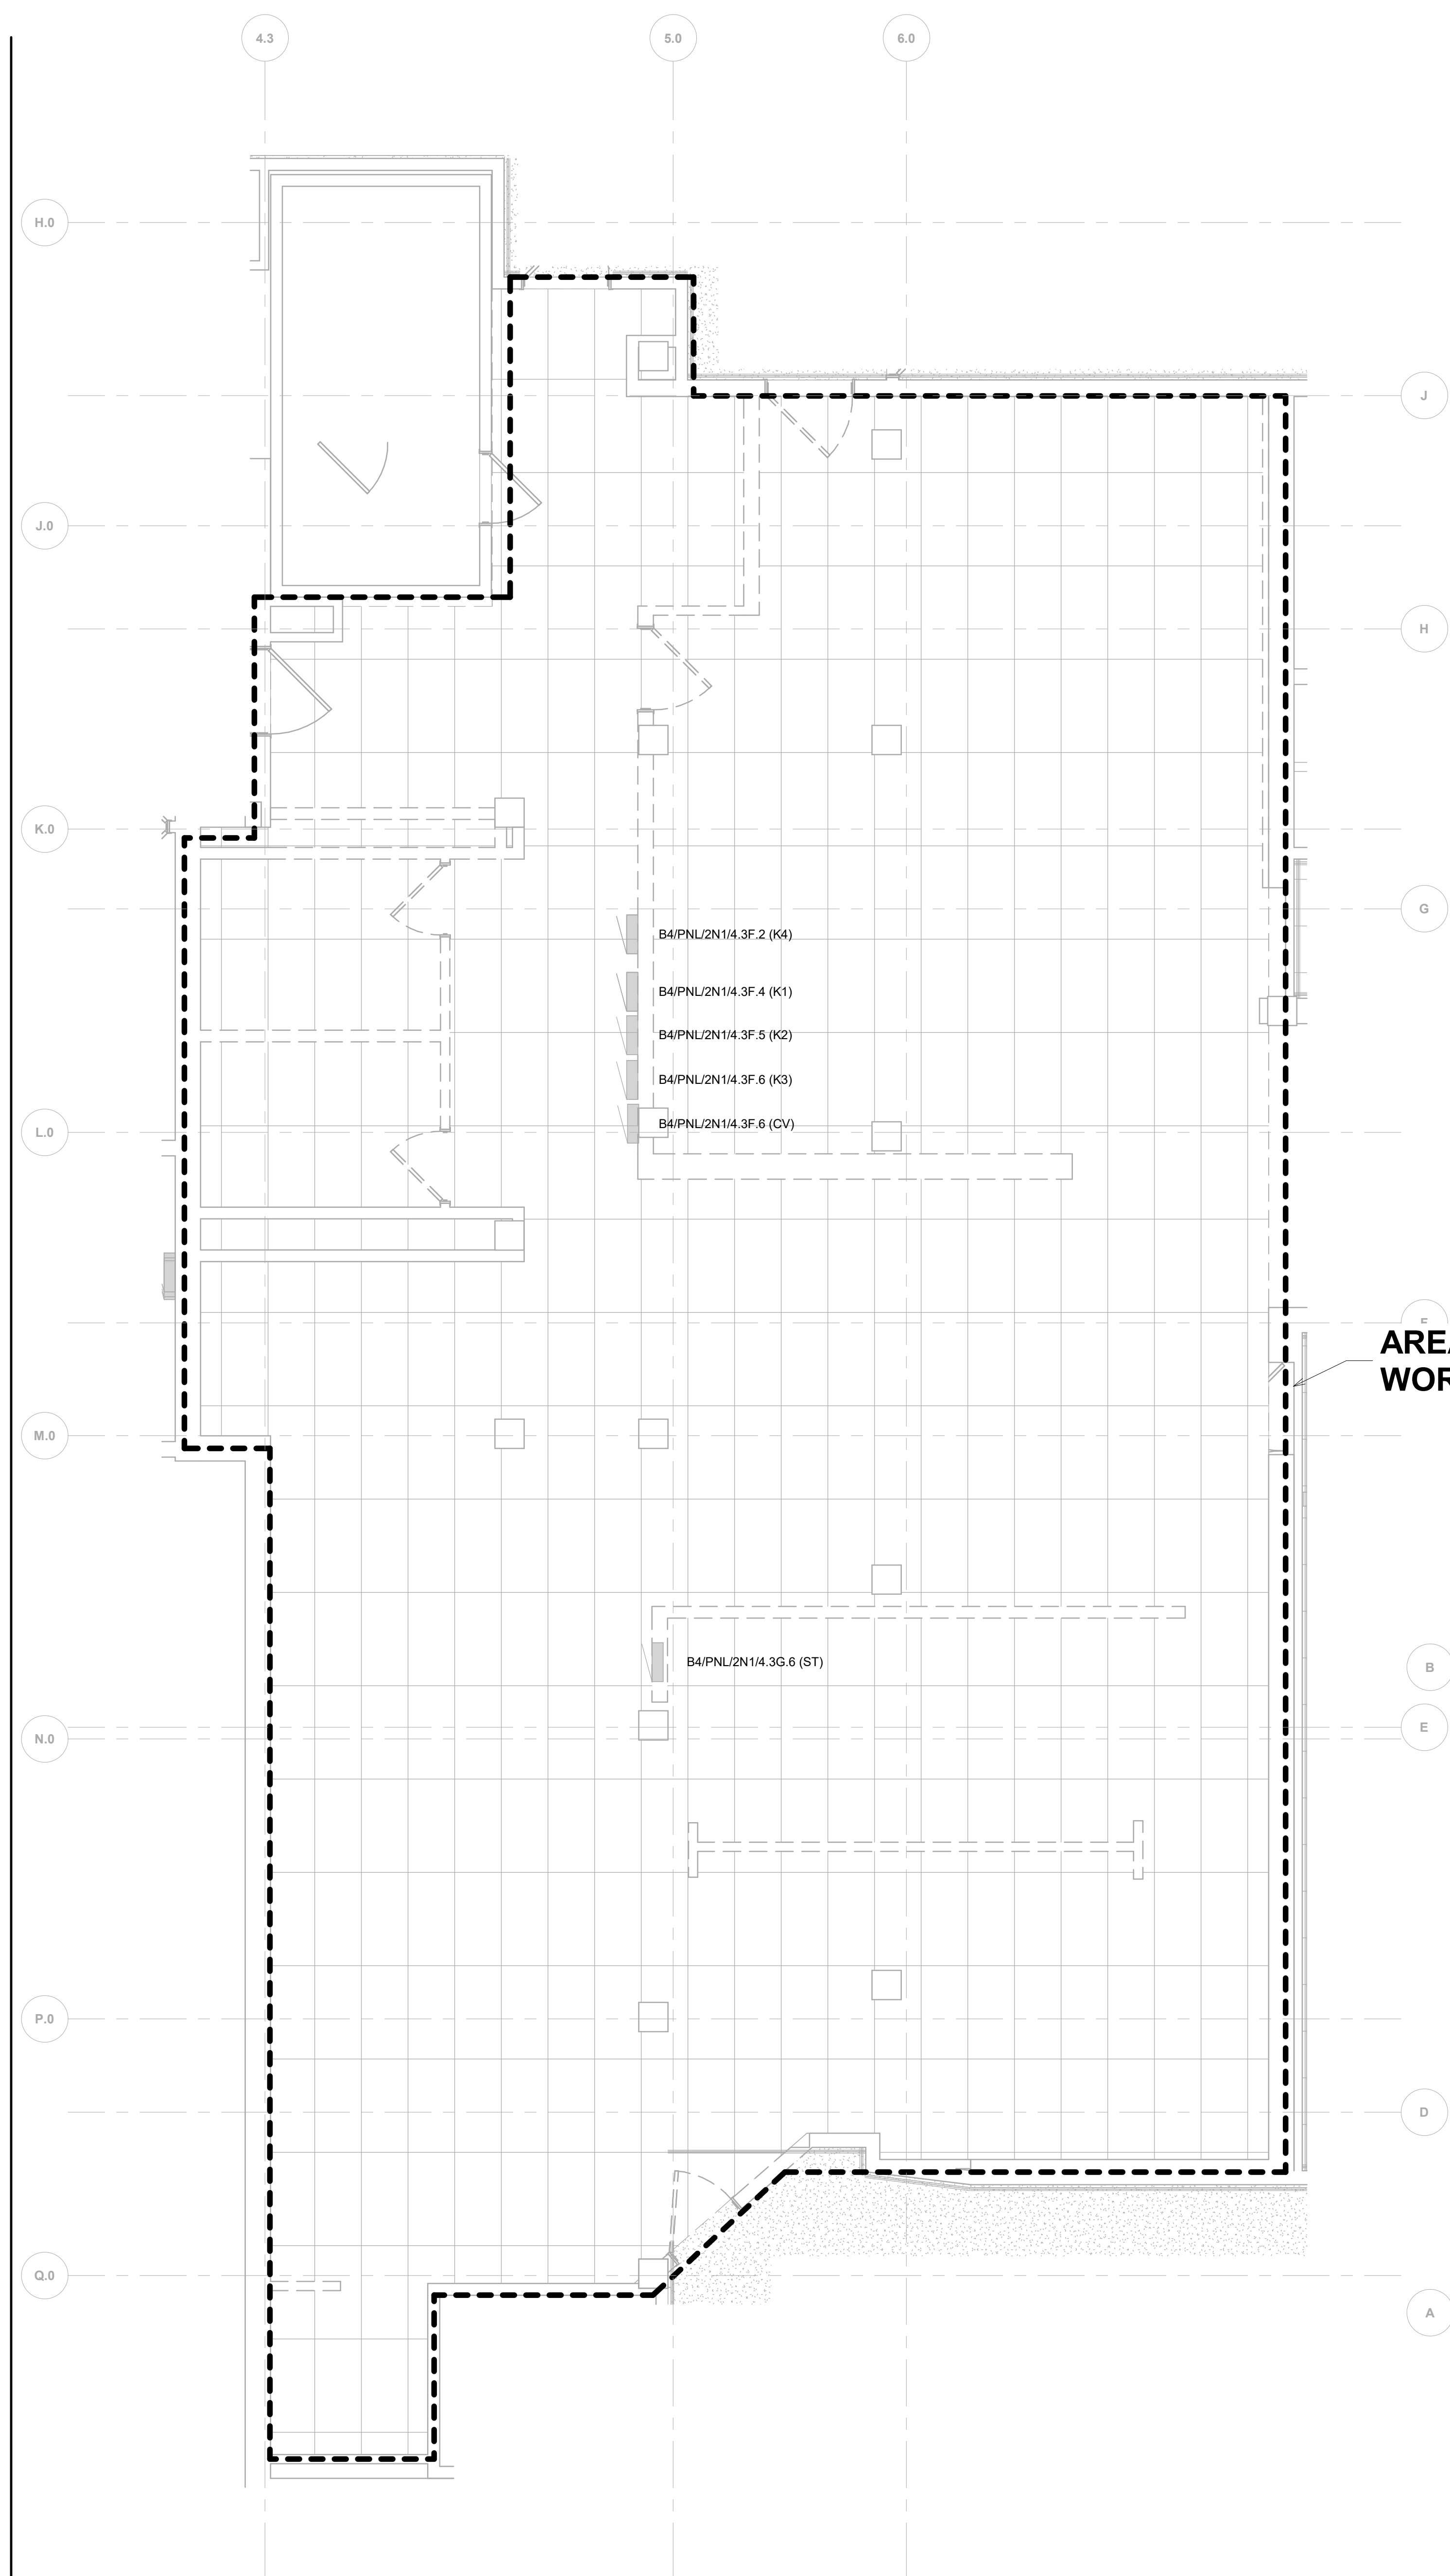 4.3
5.0
6.0
H.0
J
J.0
H
K.0
G
B4/PNL/2N1/4.3F.2 (K4)
B4/PNL/2N1/4.3F.4 (K1)
B4/PNL/2N1/4.3F.5 (K2)
B4/PNL/2N1/4.3F.6 (K3)
B4/PNL/2N1/4.3F.6 (CV)
L.0
M.0
B4/PNL/2N1/4.3G.6 (ST)
B
E
N.0
P.0
D
Q.0
A